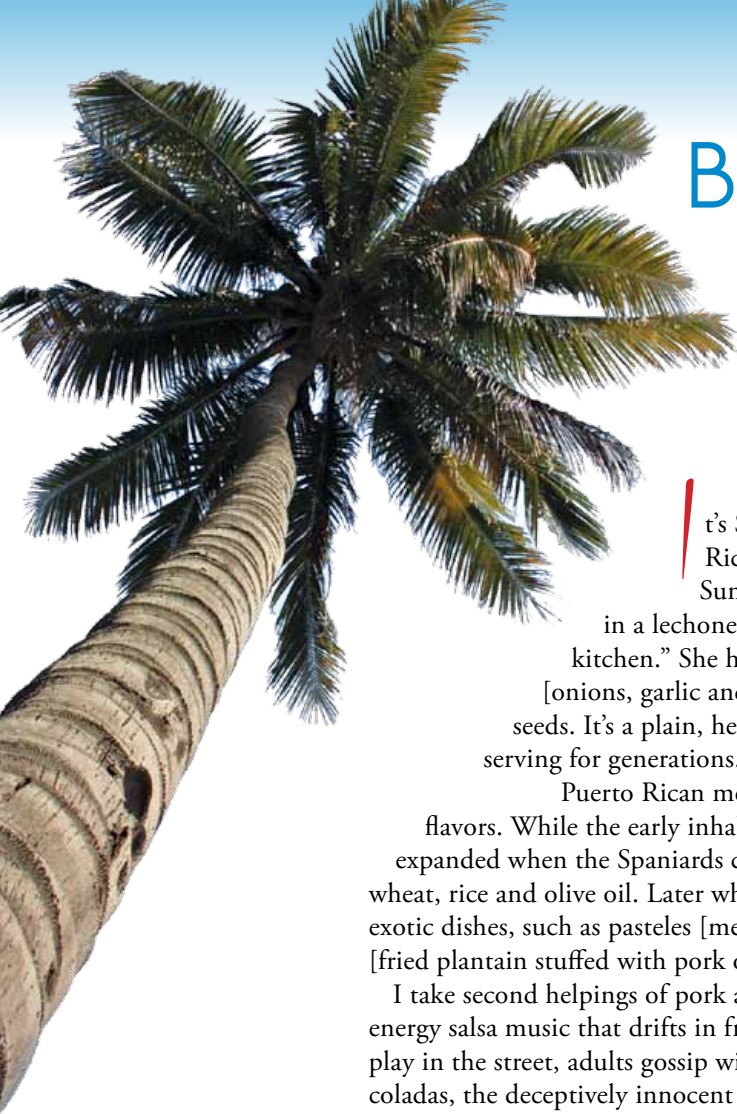 B
It's
Ric
Sun
in a lechone
kitchen.” She h
[onions, garlic and
seeds. It’s a plain, he
serving for generations.
Puerto Rican me
flavors. While the early inha
expanded when the Spaniards c
wheat, rice and olive oil. Later wh
exotic dishes, such as pasteles [me
[fried plantain stuffed with pork o
I take second helpings of pork a
energy salsa music that drifts in fr
play in the street, adults gossip wi
coladas, the deceptively innocent